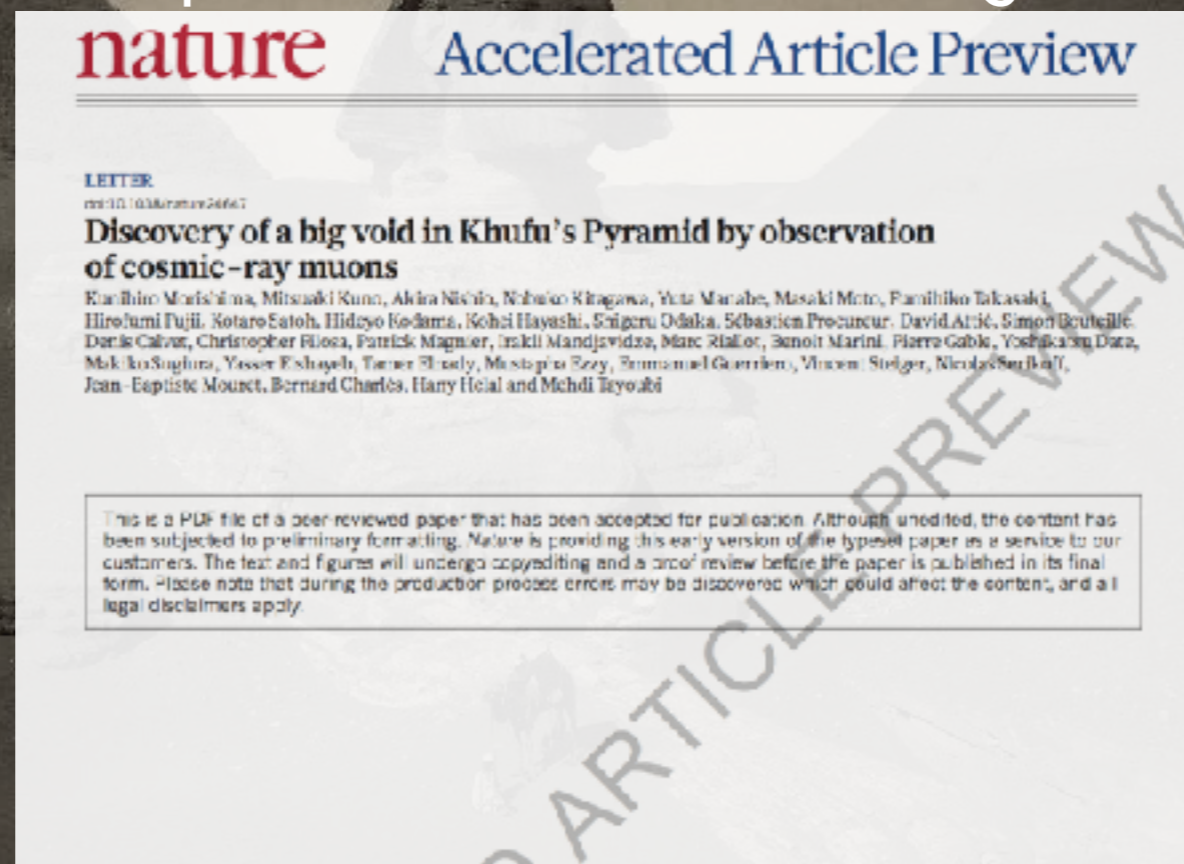 nature Accelerated Article Preview
LETTER
Discovery of a big void in Khufu's Pyramid by observation
of cosmic-ray muons
Kunihiro Morishima, Mitsuaki Kuno, Akira Nishio, Nobuko Kitagawa, Yuta Manabe, Masaki Moto, Fumihiko Takasaki,
Hirofumi Fujii, Kotaro Satoh, Hideyo Kodama, Kohei Hayashi, Shigeru Odaka, Sébastien Procureur, David Attié, Simon Bouteille,
Denis Calvet, Christopher Filosa, Patrick Magnier, Irakli Mandjavidze, Marc Riallot, Benoit Marini, Pierre Gable, Yoshikatsu Date,
Makiko Sugiura, Yasser Elshayeb, Tamer Elnady, Mustapha Ezzy, Emmanuel Guerriero, Vincent Steiger, Nicolas Serikoff,
Jean-Baptiste Mouret, Bernard Charlès, Hany Helal and Mehdi Tayoubi
This is a PDF file of a peer-reviewed paper that has been accepted for publication. Although unedited, the content has
been subjected to preliminary formatting. Nature is providing this early version of the typeset paper as a service to our
customers. The text and figures will undergo copyediting and a proof review before the paper is published in its final
form. Please note that during the production process errors may be discovered which could affect the content, and all
legal disclaimers apply.
ARTICLE PREVIEW